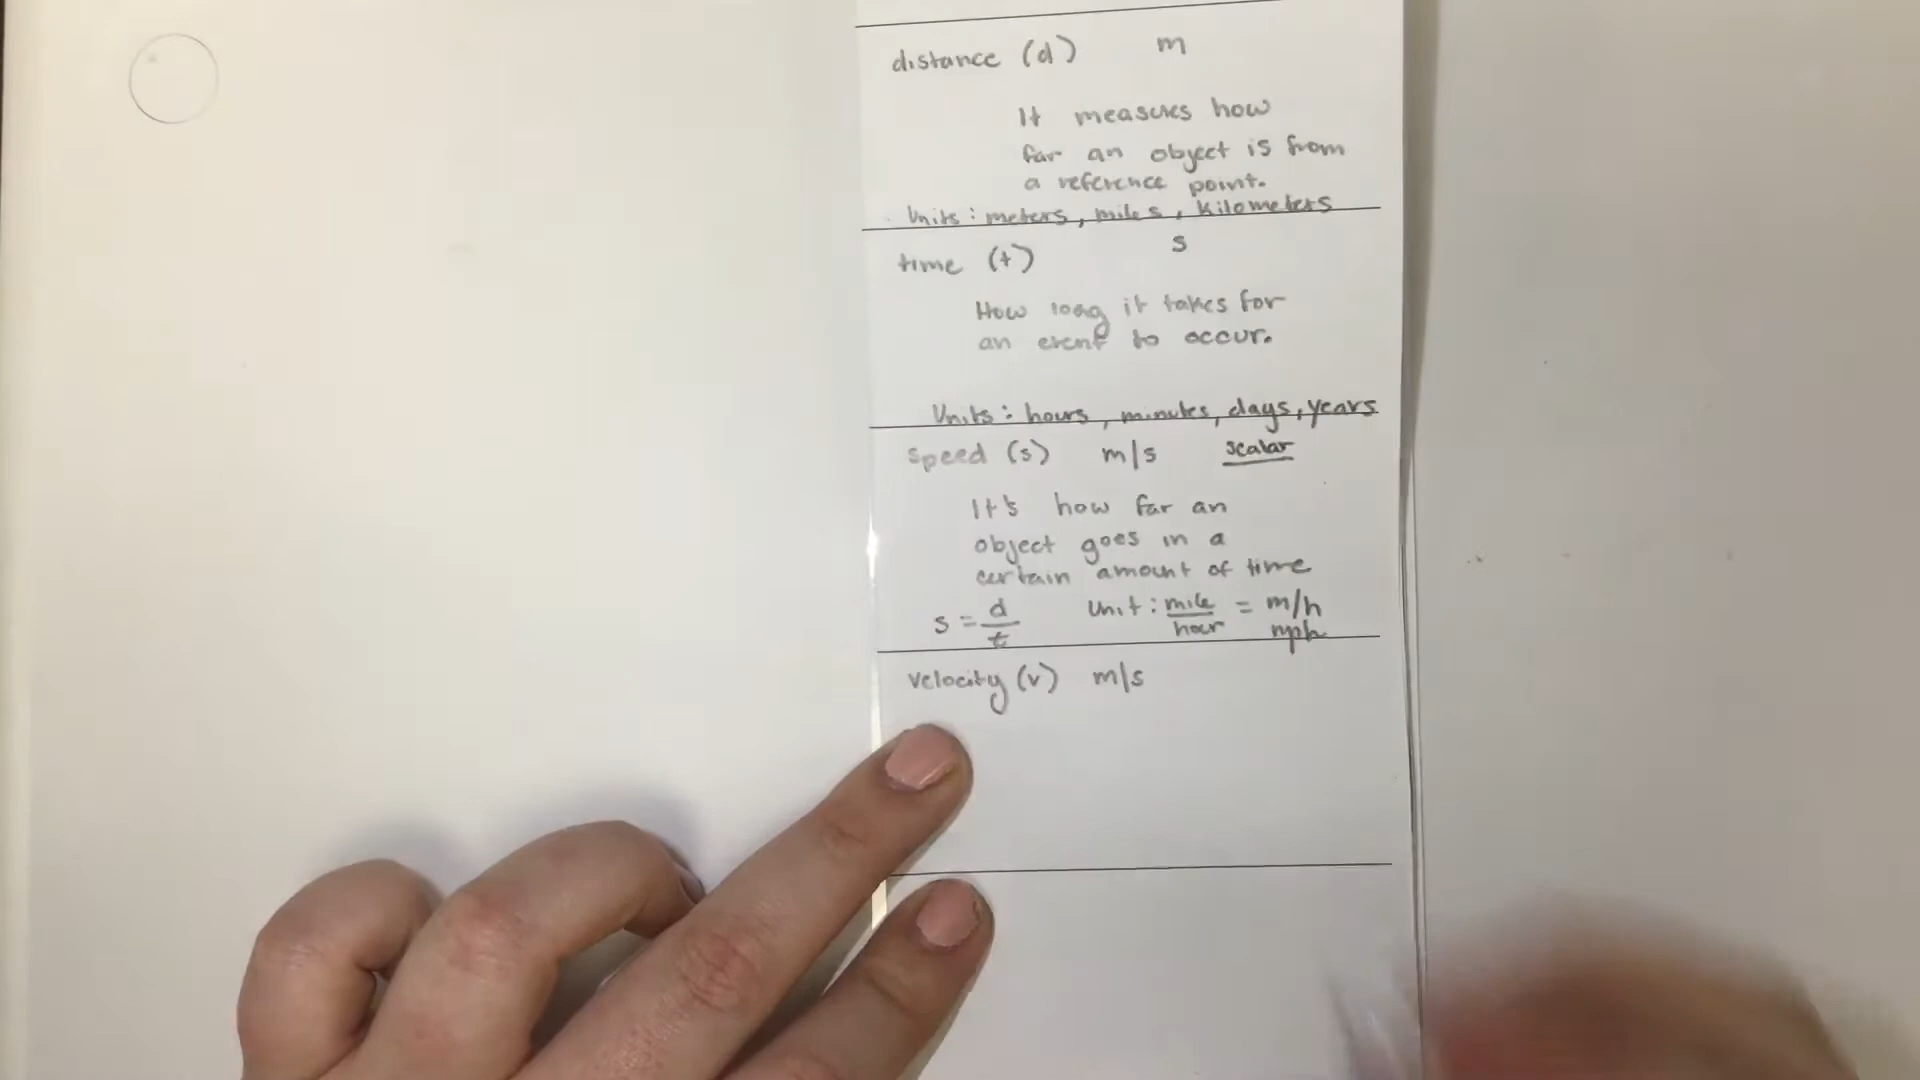 distance (d) m
It measures how
far an object is from
a reference point.
Units: meters, miles, kilometers
time (t) s
How long it takes for
an event to occur.
Units: hours, minutes, days, years
speed (s) m/s scalar
It's how far an
object goes in a
certain amount of time
s = d/t Unit: mile/hour = m/h
mph
velocity (v) m/s